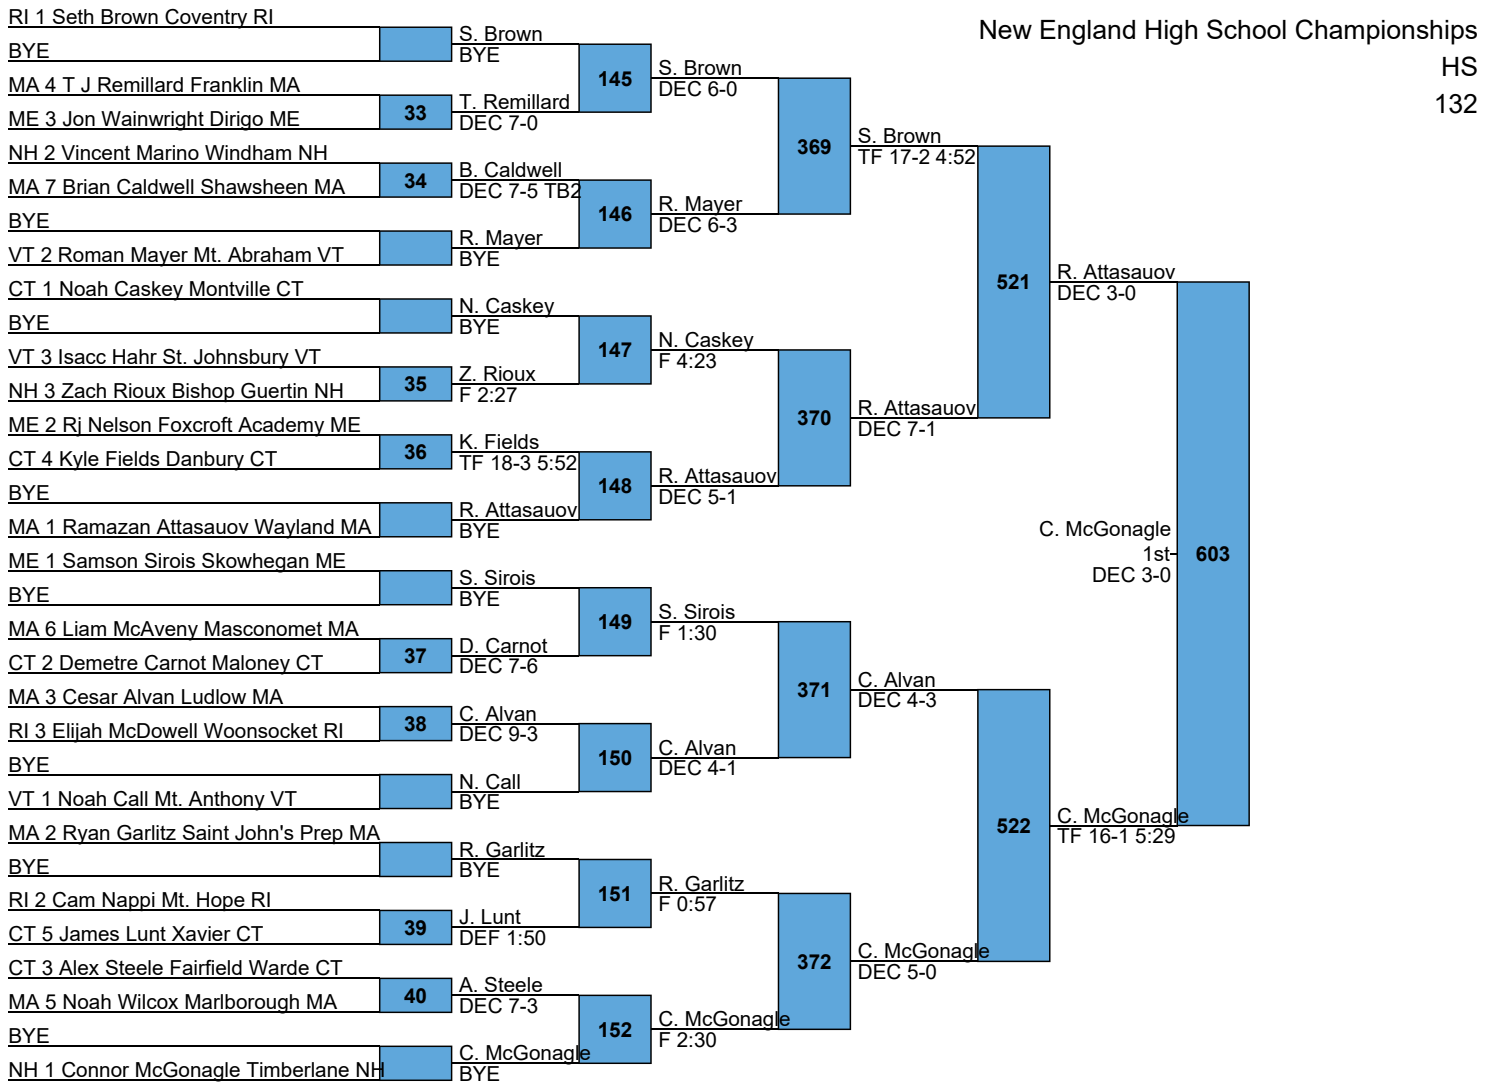 New England High School Championships
HS
132
RI 1 Seth Brown Coventry RI
BYE
MA 4 T J Remillard Franklin MA
ME 3 Jon Wainwright Dirigo ME
NH 2 Vincent Marino Windham NH
MA 7 Brian Caldwell Shawsheen MA
BYE
VT 2 Roman Mayer Mt. Abraham VT
CT 1 Noah Caskey Montville CT
BYE
VT 3 Isacc Hahr St. Johnsbury VT
NH 3 Zach Rioux Bishop Guertin NH
ME 2 Rj Nelson Foxcroft Academy ME
CT 4 Kyle Fields Danbury CT
BYE
MA 1 Ramazan Attasauov Wayland MA
ME 1 Samson Sirois Skowhegan ME
BYE
MA 6 Liam McAveny Masconomet MA
CT 2 Demetre Carnot Maloney CT
MA 3 Cesar Alvan Ludlow MA
RI 3 Elijah McDowell Woonsocket RI
BYE
VT 1 Noah Call Mt. Anthony VT
MA 2 Ryan Garlitz Saint John's Prep MA
BYE
RI 2 Cam Nappi Mt. Hope RI
CT 5 James Lunt Xavier CT
CT 3 Alex Steele Fairfield Warde CT
MA 5 Noah Wilcox Marlborough MA
BYE
NH 1 Connor McGonagle Timberlane NH
33
34
35
36
37
38
39
40
S. Brown
BYE
T. Remillard
DEC 7-0
B. Caldwell
DEC 7-5 TB2
R. Mayer
BYE
N. Caskey
BYE
Z. Rioux
F 2:27
K. Fields
TF 18-3 5:52
R. Attasauov
BYE
S. Sirois
BYE
D. Carnot
DEC 7-6
C. Alvan
DEC 9-3
N. Call
BYE
R. Garlitz
BYE
J. Lunt
DEF 1:50
A. Steele
DEC 7-3
C. McGonagle
BYE
145
146
147
148
149
150
151
152
S. Brown
DEC 6-0
R. Mayer
DEC 6-3
N. Caskey
F 4:23
R. Attasauov
DEC 5-1
S. Sirois
F 1:30
C. Alvan
DEC 4-1
R. Garlitz
F 0:57
C. McGonagle
F 2:30
369
370
371
372
S. Brown
TF 17-2 4:52
R. Attasauov
DEC 7-1
C. Alvan
DEC 4-3
C. McGonagle
DEC 5-0
521
522
R. Attasauov
DEC 3-0
C. McGonagle
TF 16-1 5:29
C. McGonagle
1st
DEC 3-0
603